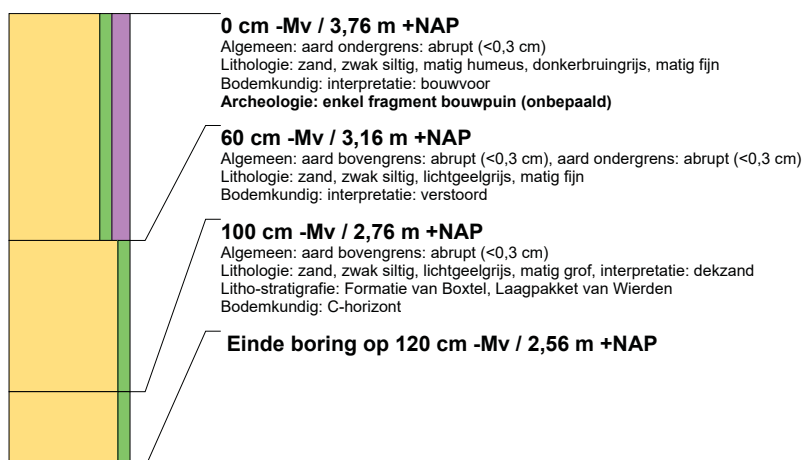 0 cm -Mv / 3,76 m +NAP
Algemeen: aard ondergrens: abrupt (<0,3 cm)
Lithologie: zand, zwak siltig, matig humeus, donkerbruingrijs, matig fijn
Bodemkundig: interpretatie: bouwvoor
Archeologie: enkel fragment bouwpuin (onbepaald)
60 cm -Mv / 3,16 m +NAP
Algemeen: aard bovengrens: abrupt (<0,3 cm), aard ondergrens: abrupt (<0,3 cm)
Lithologie: zand, zwak siltig, lichtgeelgrijs, matig fijn
Bodemkundig: interpretatie: verstoord
100 cm -Mv / 2,76 m +NAP
Algemeen: aard bovengrens: abrupt (<0,3 cm)
Lithologie: zand, zwak siltig, lichtgeelgrijs, matig grof, interpretatie: dekzand
Litho-stratigrafie: Formatie van Boxtel, Laagpakket van Wierden
Bodemkundig: C-horizont
Einde boring op 120 cm -Mv / 2,56 m +NAP